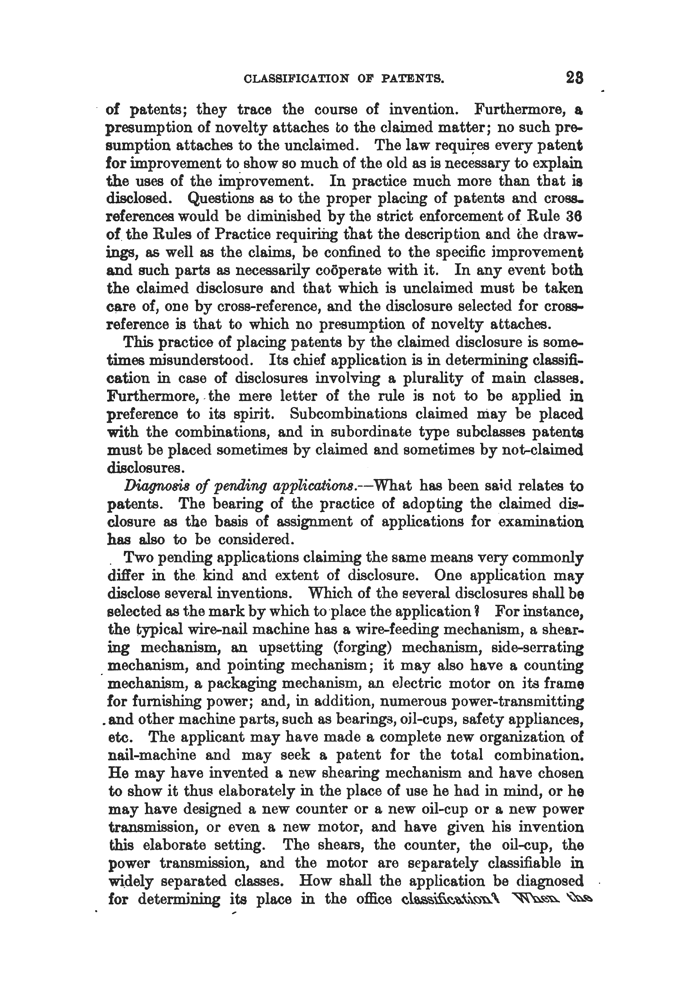 CLASSIFICATION OF PATENTS. 23
of patents; they trace the course of invention. Furthermore, a
presumption of novelty attaches to the claimed matter; no such pre-
sumption attaches to the unclaimed. The law requires every patent
for improvement to show so much of the old as is necessary to explain
the uses of the improvement. In practice much more than that is
disclosed. Questions as to the proper placing of patents and cross-
references would be diminished by the strict enforcement of Rule 36
of the Rules of Practice requiring that the description and the draw-
ings, as well as the claims, be confined to the specific improvement
and such parts as necessarily coöperate with it. In any event both
the claimed disclosure and that which is unclaimed must be taken
care of, one by cross-reference, and the disclosure selected for cross-
reference is that to which no presumption of novelty attaches.
This practice of placing patents by the claimed disclosure is some-
times misunderstood. Its chief application is in determining classifi-
cation in case of disclosures involving a plurality of main classes.
Furthermore, the mere letter of the rule is not to be applied in
preference to its spirit. Subcombinations claimed may be placed
with the combinations, and in subordinate type subclasses patents
must be placed sometimes by claimed and sometimes by not-claimed
disclosures.
Diagnosis of pending applications.—What has been said relates to
patents. The bearing of the practice of adopting the claimed dis-
closure as the basis of assignment of applications for examination
has also to be considered.
Two pending applications claiming the same means very commonly
differ in the kind and extent of disclosure. One application may
disclose several inventions. Which of the several disclosures shall be
selected as the mark by which to place the application? For instance,
the typical wire-nail machine has a wire-feeding mechanism, a shear-
ing mechanism, an upsetting (forging) mechanism, side-serrating
mechanism, and pointing mechanism; it may also have a counting
mechanism, a packaging mechanism, an electric motor on its frame
for furnishing power; and, in addition, numerous power-transmitting
and other machine parts, such as bearings, oil-cups, safety appliances,
etc. The applicant may have made a complete new organization of
nail-machine and may seek a patent for the total combination.
He may have invented a new shearing mechanism and have chosen
to show it thus elaborately in the place of use he had in mind, or he
may have designed a new counter or a new oil-cup or a new power
transmission, or even a new motor, and have given his invention
this elaborate setting. The shears, the counter, the oil-cup, the
power transmission, and the motor are separately classifiable in
widely separated classes. How shall the application be diagnosed
for determining its place in the office classification? When the